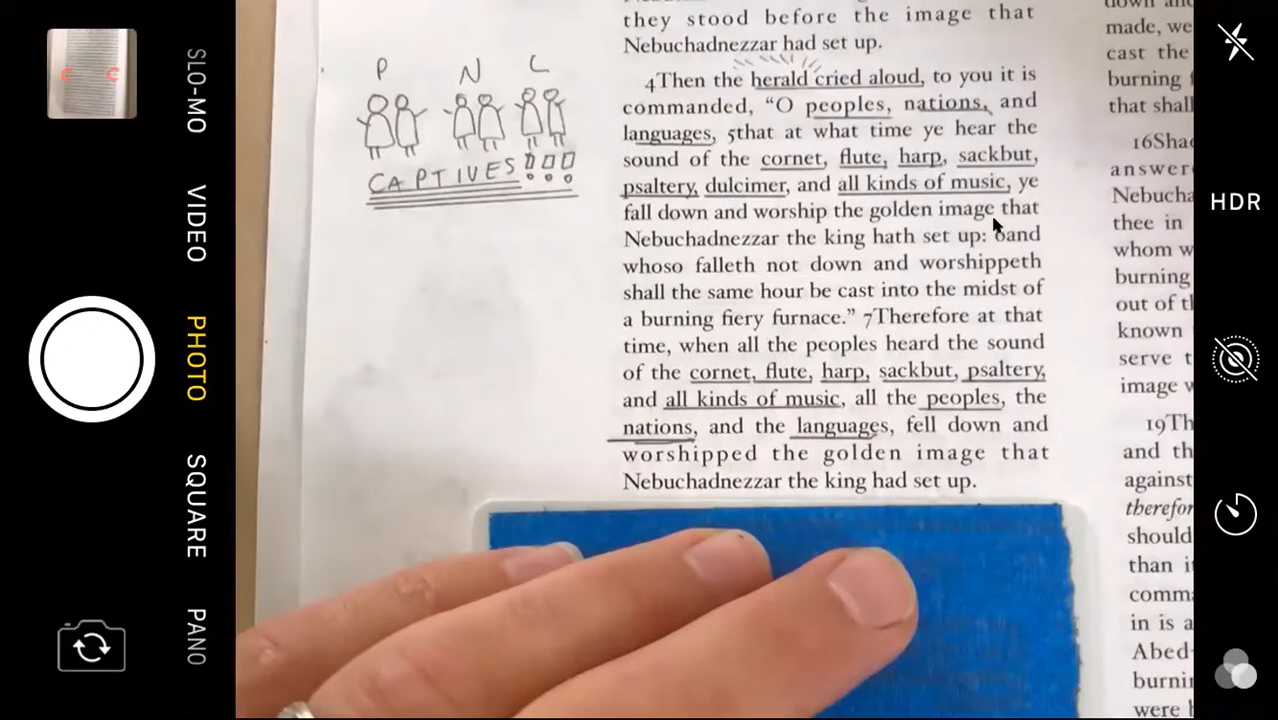 SLO-MO
VIDEO
PHOTO
SQUARE
PANO
HDR
P N L
CAPTIVES!!!
they stood before the image that
Nebuchadnezzar had set up.
4Then the herald cried aloud, to you it is
commanded, “O peoples, nations, and
languages, 5that at what time ye hear the
sound of the cornet, flute, harp, sackbut,
psaltery, dulcimer, and all kinds of music, ye
fall down and worship the golden image that
Nebuchadnezzar the king hath set up: 6and
whoso falleth not down and worshippeth
shall the same hour be cast into the midst of
a burning fiery furnace.” 7Therefore at that
time, when all the peoples heard the sound
of the cornet, flute, harp, sackbut, psaltery,
and all kinds of music, all the peoples, the
nations, and the languages, fell down and
worshipped the golden image that
Nebuchadnezzar the king had set up.
made, we
cast the
burning
that shall
16Shad
answer
Nebucha
thee in
whom w
burning
out of th
known
serve t
image w
19Th
and th
against
therefor
should
than it
comma
in is a
Abed-
burnin
were